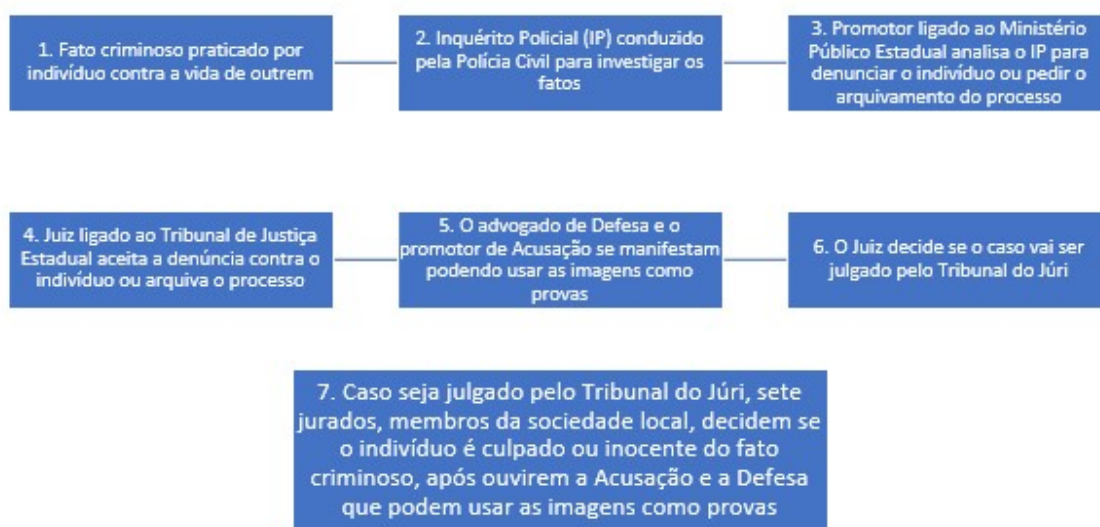 1. Fato criminoso praticado por
indivíduo contra a vida de outrem
2. Inquérito Policial (IP) conduzido
pela Polícia Civil para investigar os
fatos
3. Promotor ligado ao Ministério
Público Estadual analisa o IP para
denunciar o indivíduo ou pedir o
arquivamento do processo
4. Juiz ligado ao Tribunal de Justiça
Estadual aceita a denúncia contra o
indivíduo ou arquiva o processo
5. O advogado de Defesa e o
promotor de Acusação se manifestam
podendo usar as imagens como
provas
6. O Juiz decide se o caso vai ser
julgado pelo Tribunal do Júri
7. Caso seja julgado pelo Tribunal do Júri, sete
jurados, membros da sociedade local, decidem se
o indivíduo é culpado ou inocente do fato
criminoso, após ouvirem a Acusação e a Defesa
que podem usar as imagens como provas